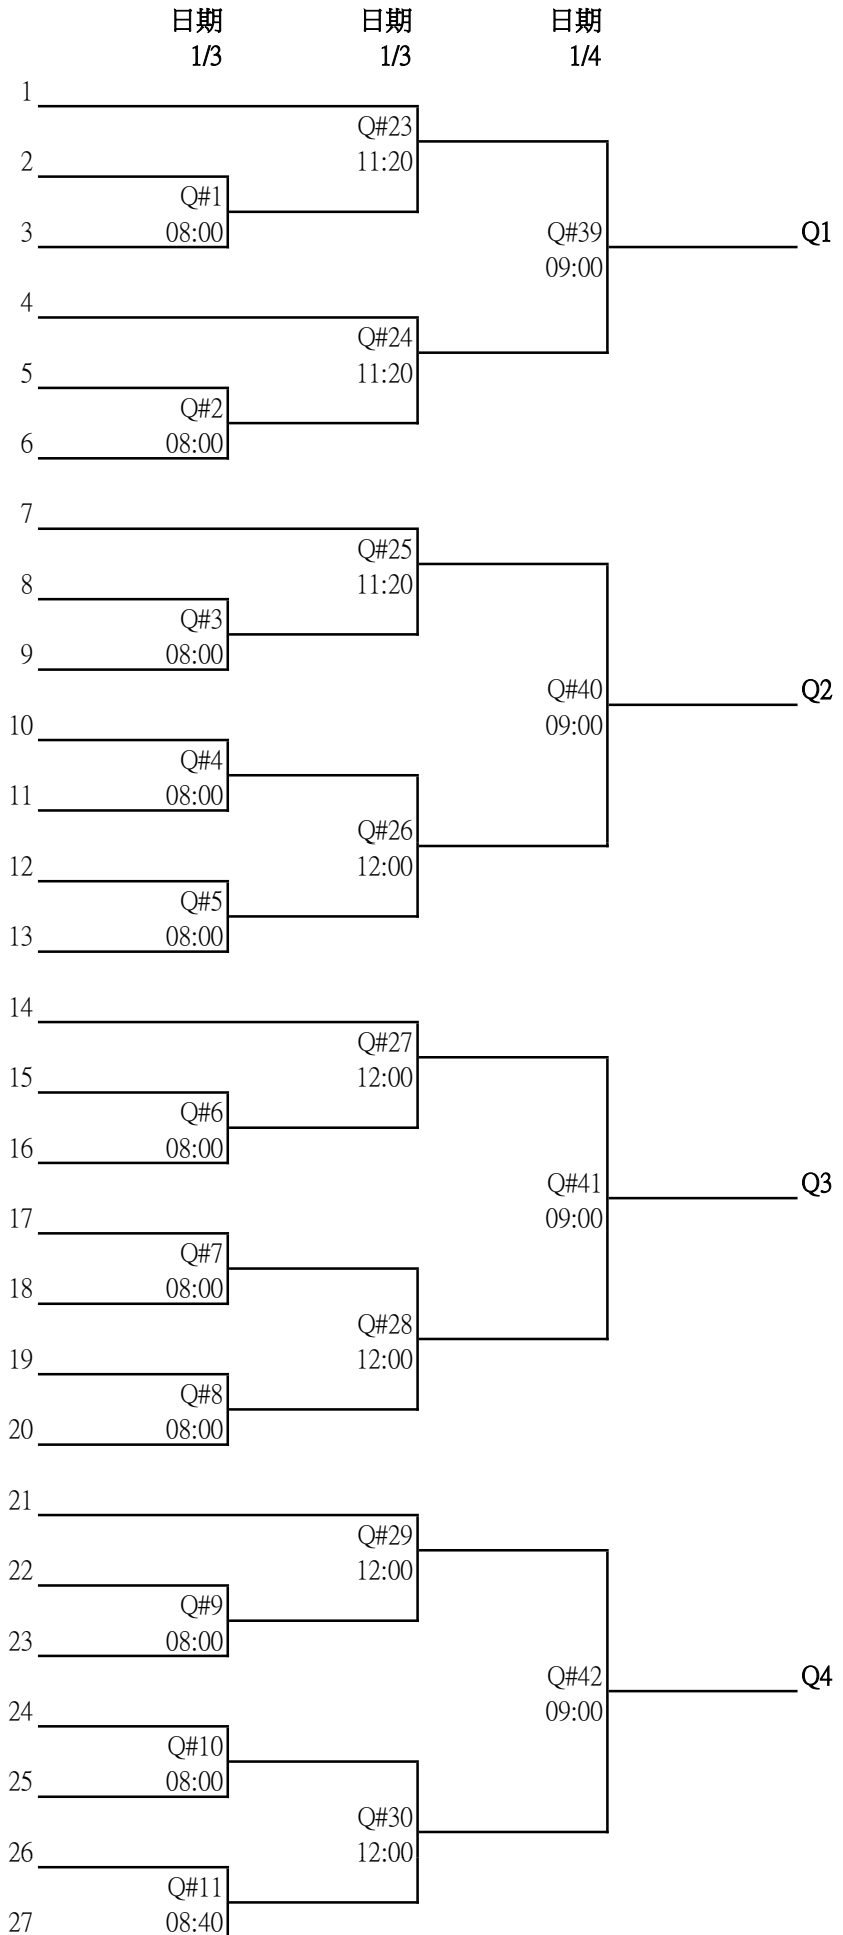 日期 日期 日期
1/3 1/3 1/4
1
Q#23
2 11:20
Q#1
3 08:00 Q#39 Q1
09:00
4
Q#24
5 11:20
Q#2
6 08:00
7
Q#25
8 11:20
Q#3
9 08:00
Q#40 Q2
10 09:00
Q#4
11 08:00
Q#26
12 12:00
Q#5
13 08:00
14
Q#27
15 12:00
Q#6
16 08:00
Q#41 Q3
17 09:00
Q#7
18 08:00
Q#28
19 12:00
Q#8
20 08:00
21
Q#29
22 12:00
Q#9
23 08:00
Q#42 Q4
24 09:00
Q#10
25 08:00
Q#30
26 12:00
Q#11
27 08:40